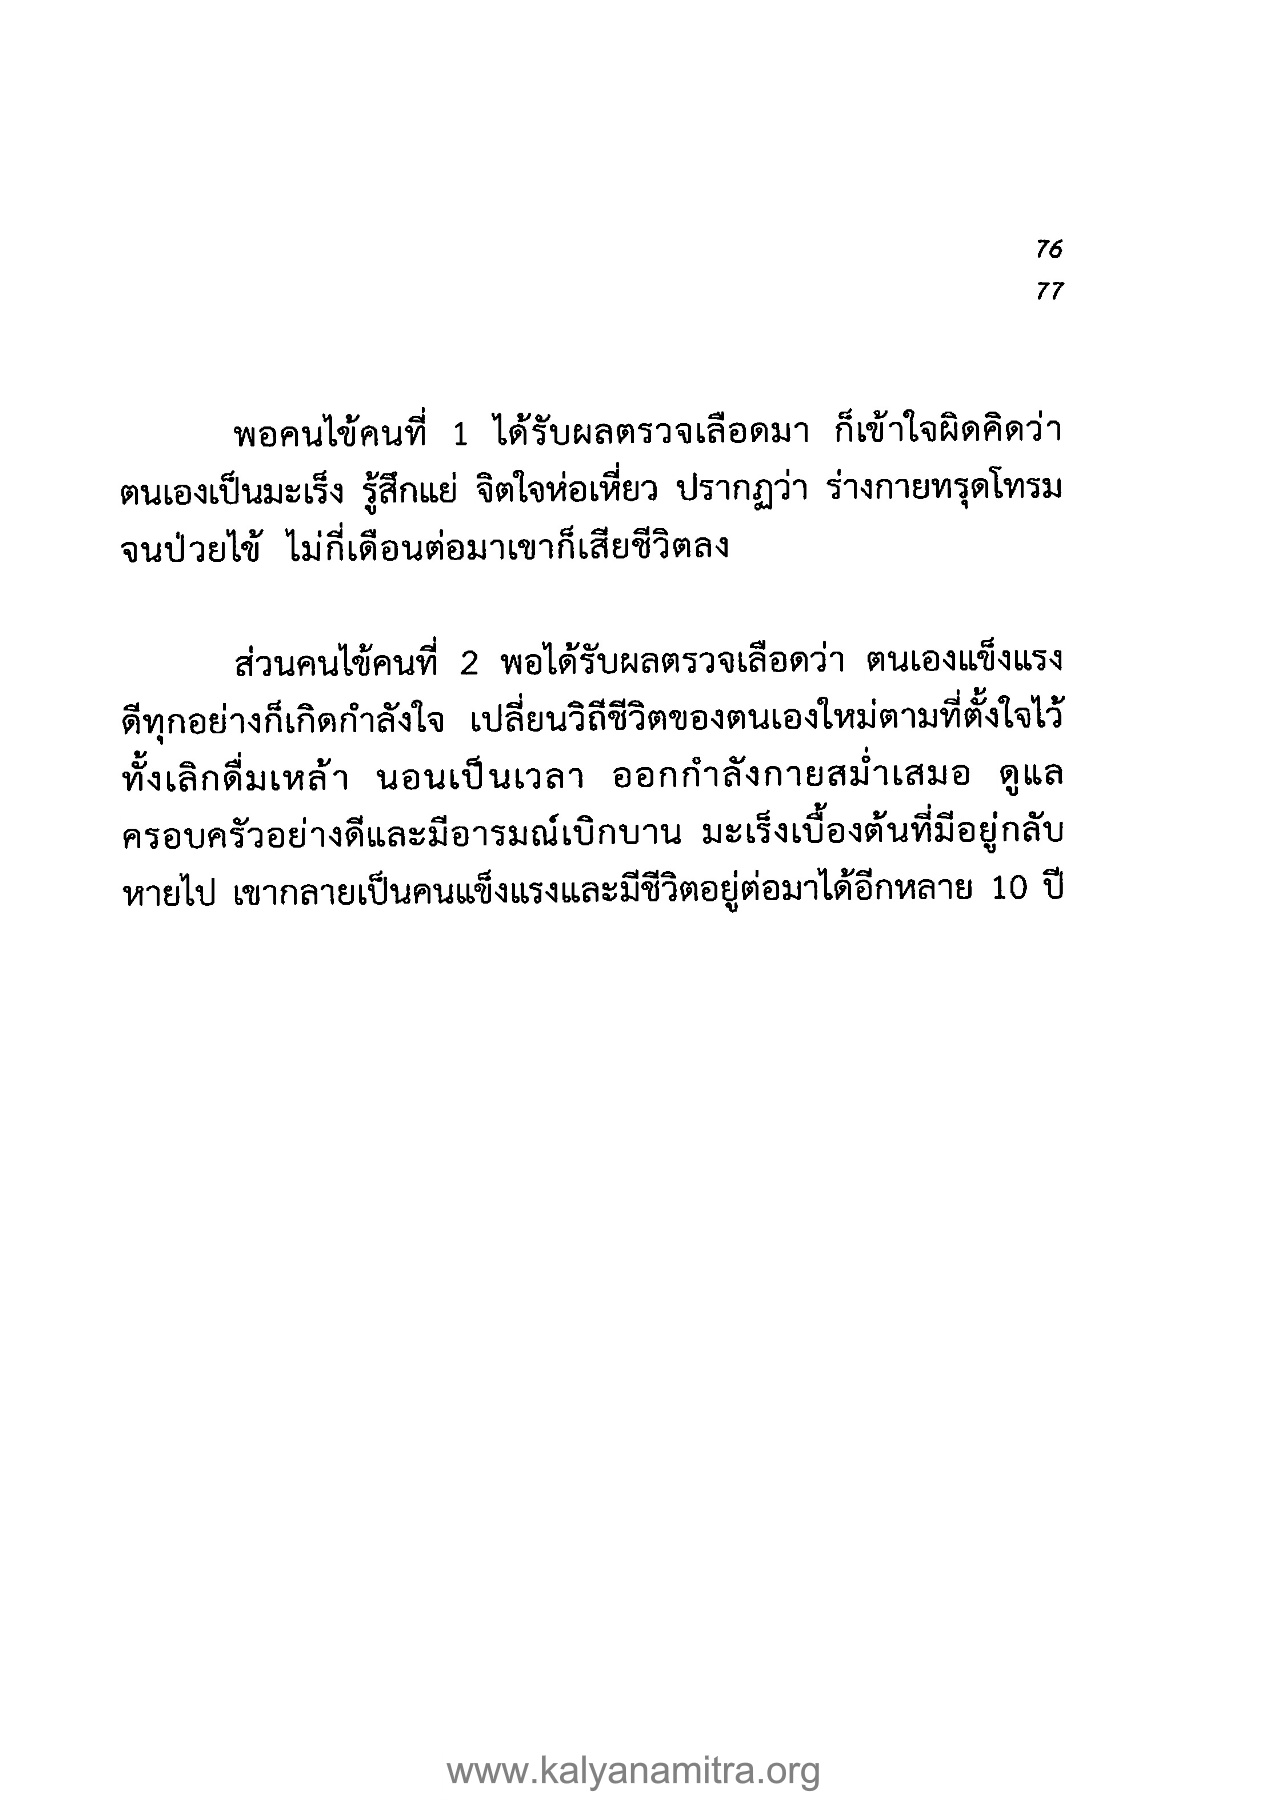 76
77
พอคนไข้คนที่ 1 ได้รับผลตรวจเลือดมา ก็เข้าใจผิดคิดว่า
ตนเองเป็นมะเร็ง รู้สึกแย่ จิตใจห่อเหี่ยว ปรากฏว่า ร่างกายทรุดโทรม
จนป่วยไข้ ไม่กี่เดือนต่อมาเขาก็เสียชีวิตลง
ส่วนคนไข้คนที่ 2 พอได้รับผลตรวจเลือดว่า ตนเองแข็งแรง
ดีทุกอย่างก็เกิดกำลังใจ เปลี่ยนวิถีชีวิตของตนเองใหม่ตามที่ตั้งใจไว้
ทั้งเลิกดื่มเหล้า นอนเป็นเวลา ออกกำลังกายสม่ำเสมอ ดูแล
ครอบครัวอย่างดีและมีอารมณ์เบิกบาน มะเร็งเบื้องต้นที่มีอยู่กลับ
หายไป เขากลายเป็นคนแข็งแรงและมีชีวิตอยู่ต่อมาได้อีกหลาย 10 ปี
www.kalyanamitra.org